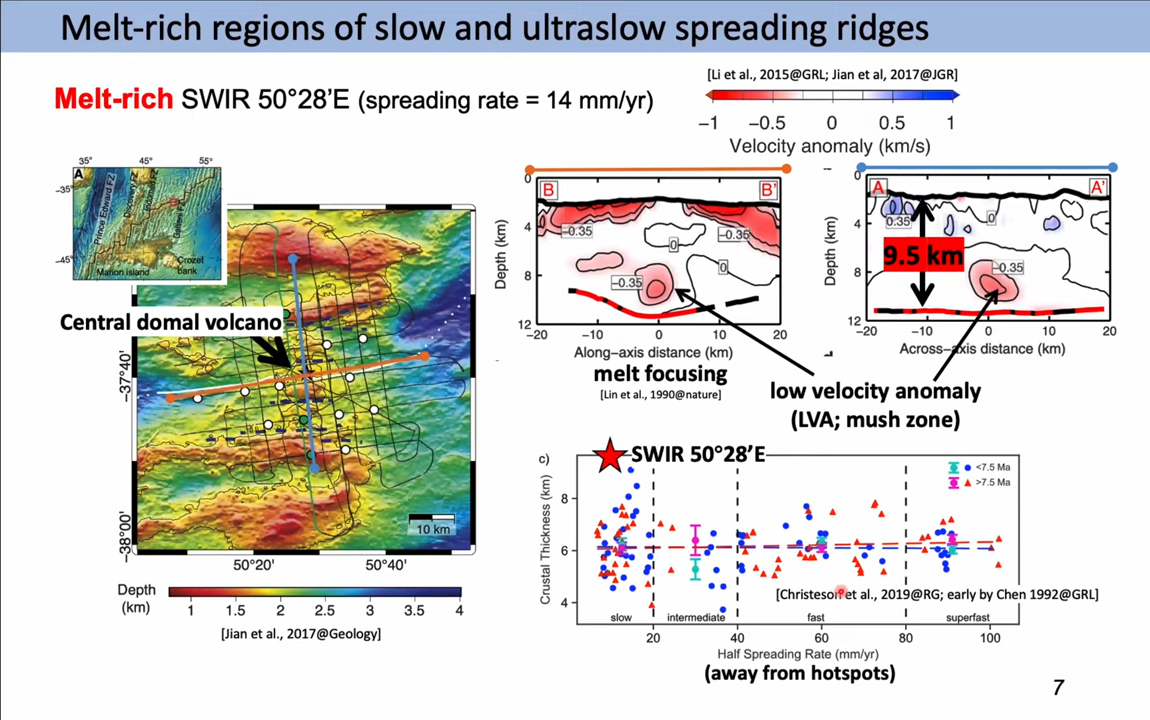 Melt-rich regions of slow and ultraslow spreading ridges
Melt-rich SWIR 50°28’E (spreading rate = 14 mm/yr)
[Li et al., 2015@GRL; Jian et al, 2017@JGR]
−1 −0.5 0 0.5 1
Velocity anomaly (km/s)
35° 45° 55°
A
−35°
−45°
Prince Edward FZ
Marion island
Crozet
bank
Central domal volcano
−37°40'
−38°00'
10 km
50°20' 50°40'
Depth
(km)
1 1.5 2 2.5 3 3.5 4
[Jian et al., 2017@Geology]
B B'
0
4
8
12
Depth (km)
−0.35
0
−0.35
0
−0.35
−20 −10 0 10 20
Along−axis distance (km)
melt focusing
[Lin et al., 1990@nature]
A A'
0
4
8
12
Depth (km)
0.35
0
9.5 km
−0.35
−20 −10 0 10 20
Across−axis distance (km)
low velocity anomaly
(LVA; mush zone)
c)
SWIR 50°28’E
<7.5 Ma
>7.5 Ma
Crustal Thickness (km)
8
6
4
[Christeson et al., 2019@RG; early by Chen 1992@GRL]
slow intermediate fast superfast
20 40 60 80 100
Half Spreading Rate (mm/yr)
(away from hotspots)
7